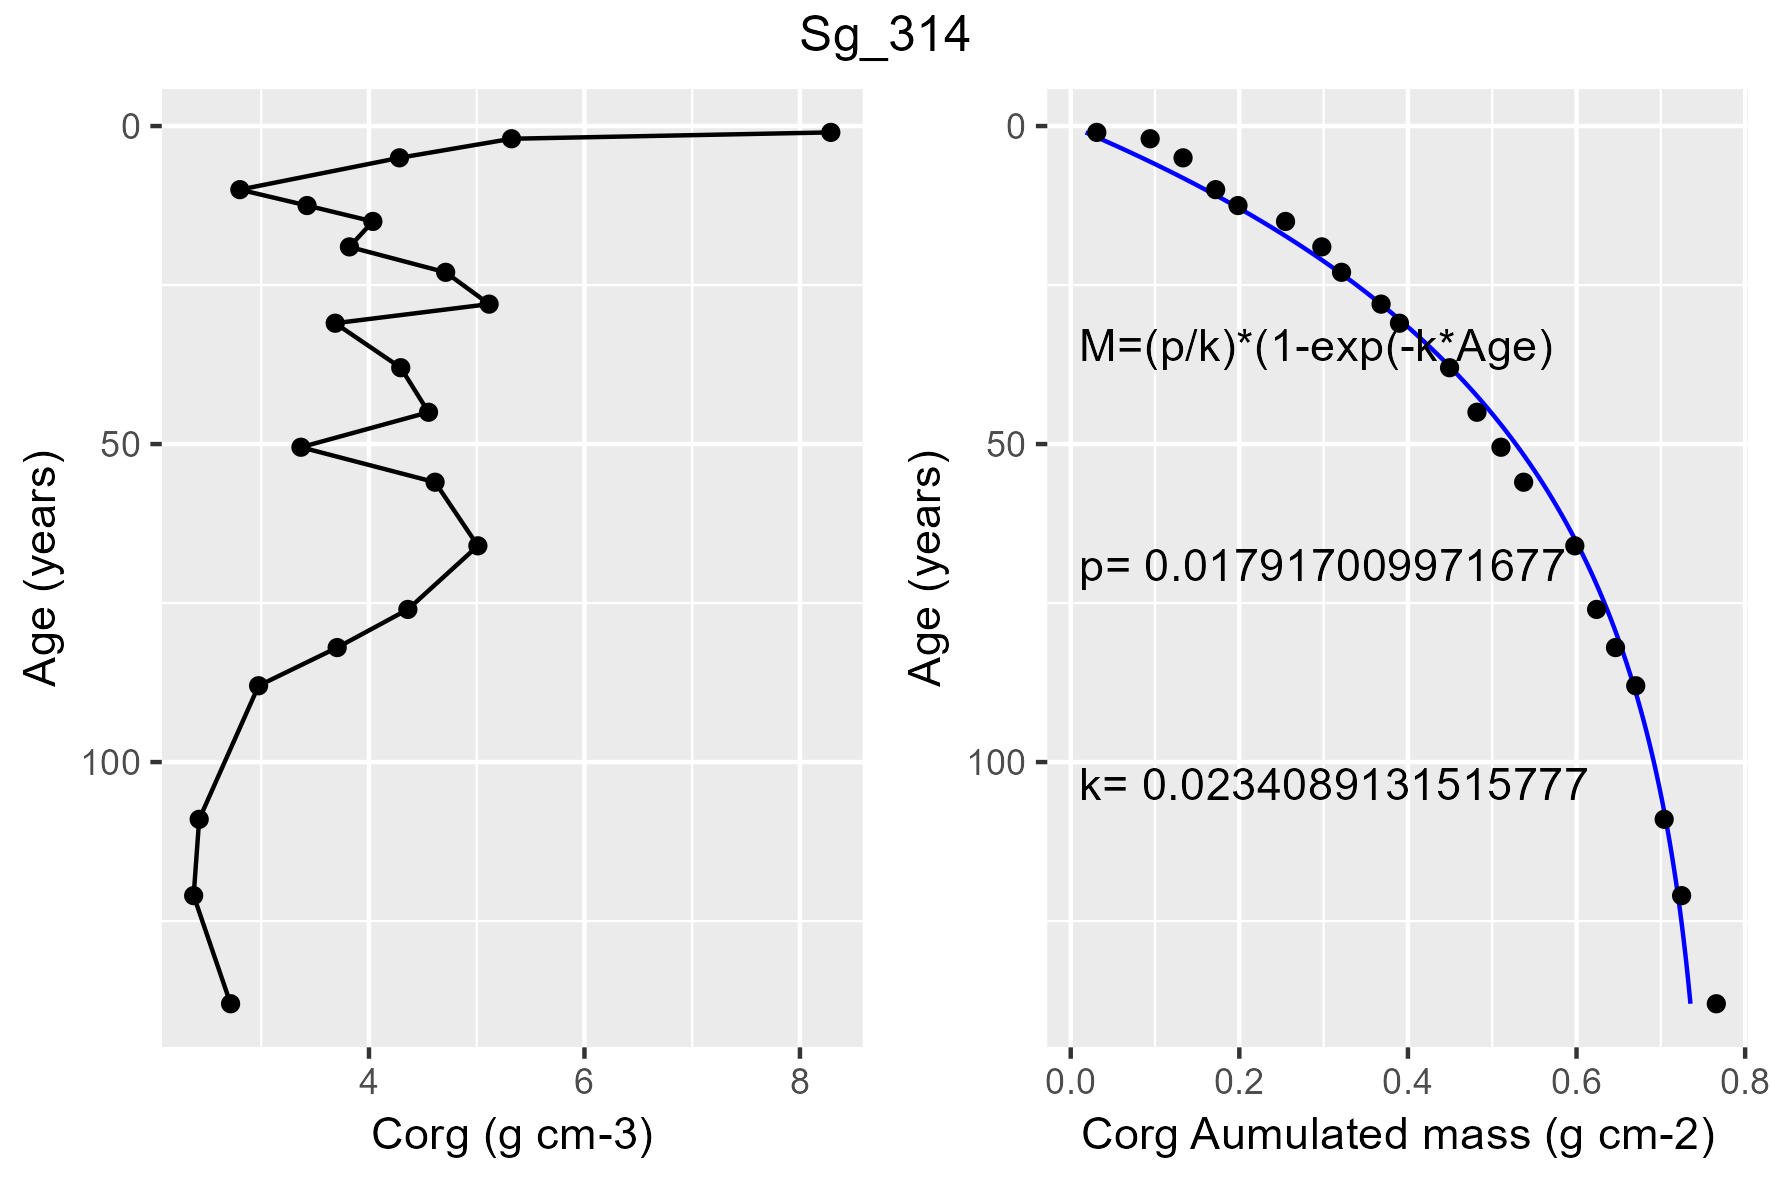 Sg_314
0
50
100
Age (years)
4
6
8
Corg (g cm-3)
0
50
100
Age (years)
M=(p/k)*(1-exp(-k*Age)
p= 0.017917009971677
k= 0.0234089131515777
0.0
0.2
0.4
0.6
0.8
Corg Aumulated mass (g cm-2)